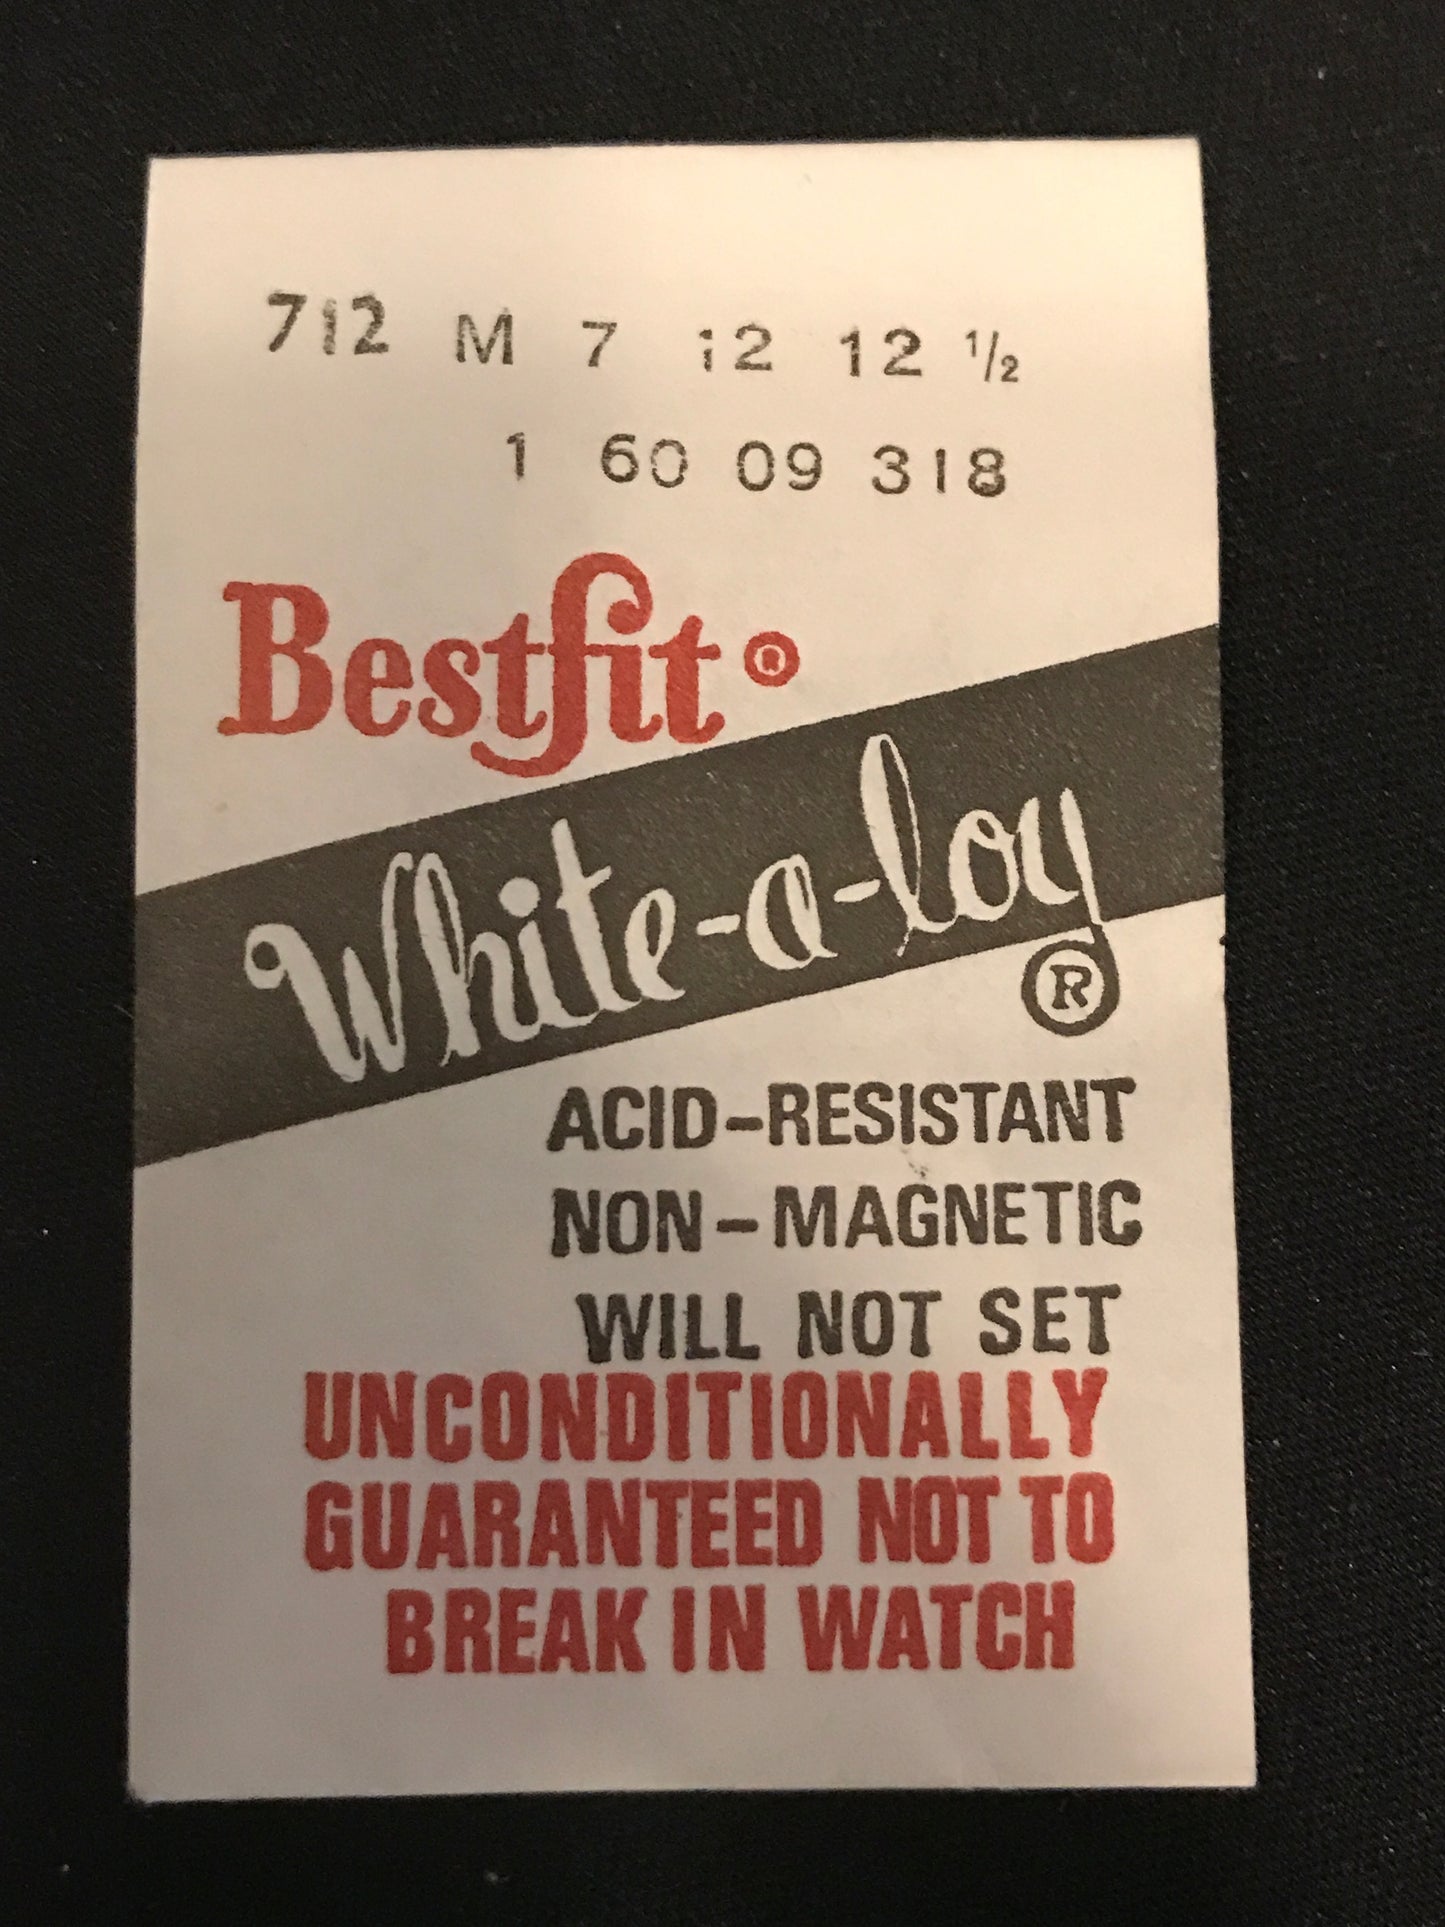 712 M 7 12 12 ½
1 60 09 318
Bestfit ®
White-a-loy
®
ACID-RESISTANT
NON-MAGNETIC
WILL NOT SET
UNCONDITIONALLY
GUARANTEED NOT TO
BREAK IN WATCH